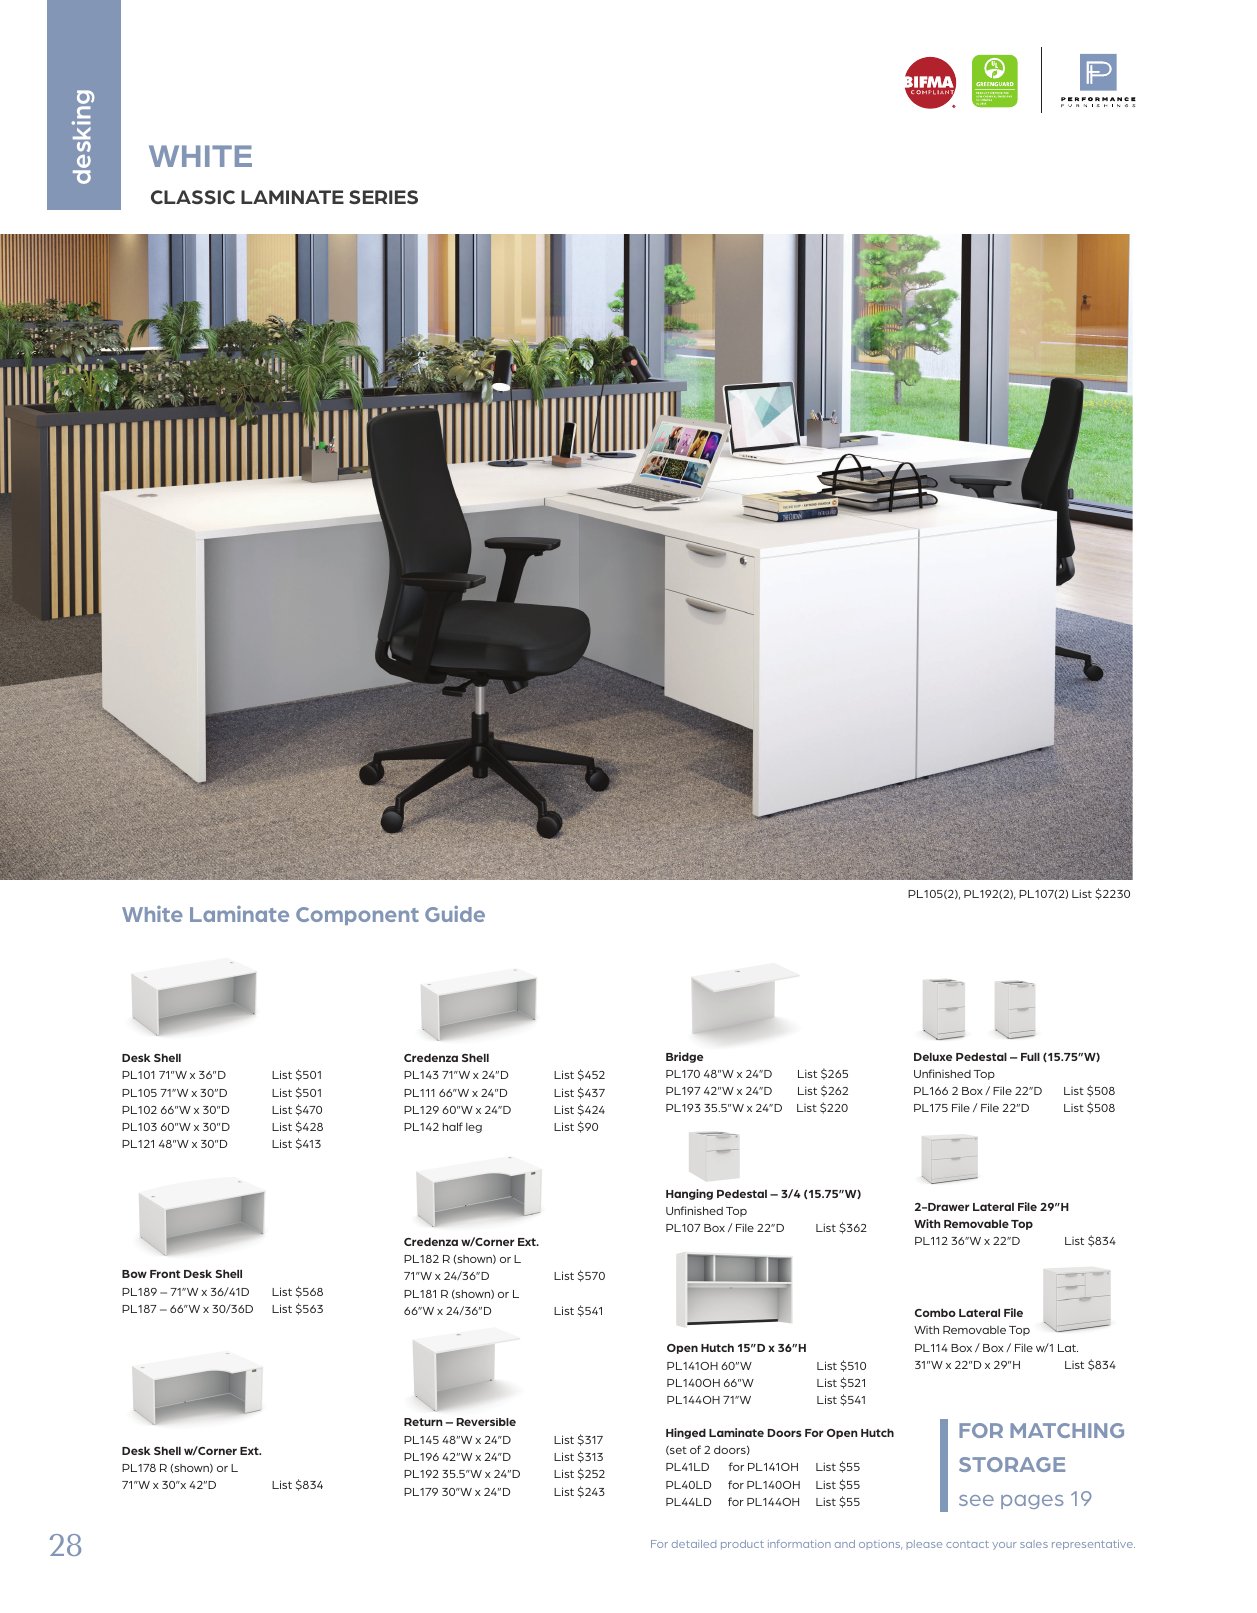 desking
BIFMA
COMPLIANT
GREENGUARD
PERFORMANCE
FURNISHINGS
WHITE
CLASSIC LAMINATE SERIES
PL105(2), PL192(2), PL107(2) List $2230
White Laminate Component Guide
Desk Shell
PL101 71"W x 36"D List $501
PL105 71"W x 30"D List $501
PL102 66"W x 30"D List $470
PL103 60"W x 30"D List $428
PL121 48"W x 30"D List $413
Bow Front Desk Shell
PL189 – 71"W x 36/41D List $568
PL187 – 66"W x 30/36D List $563
Desk Shell w/Corner Ext.
PL178 R (shown) or L
71"W x 30"x 42"D List $834
Credenza Shell
PL143 71"W x 24"D List $452
PL111 66"W x 24"D List $437
PL129 60"W x 24"D List $424
PL142 half leg List $90
Credenza w/Corner Ext.
PL182 R (shown) or L
71"W x 24/36"D List $570
PL181 R (shown) or L
66"W x 24/36"D List $541
Return – Reversible
PL145 48"W x 24"D List $317
PL196 42"W x 24"D List $313
PL192 35.5"W x 24"D List $252
PL179 30"W x 24"D List $243
Bridge
PL170 48"W x 24"D List $265
PL197 42"W x 24"D List $262
PL193 35.5"W x 24"D List $220
Hanging Pedestal – 3/4 (15.75"W)
Unfinished Top
PL107 Box / File 22"D List $362
Open Hutch 15"D x 36"H
PL141OH 60"W List $510
PL140OH 66"W List $521
PL144OH 71"W List $541
Hinged Laminate Doors For Open Hutch
(set of 2 doors)
PL41LD for PL141OH List $55
PL40LD for PL140OH List $55
PL44LD for PL144OH List $55
Deluxe Pedestal – Full (15.75"W)
Unfinished Top
PL166 2 Box / File 22"D List $508
PL175 File / File 22"D List $508
2-Drawer Lateral File 29"H
With Removable Top
PL112 36"W x 22"D List $834
Combo Lateral File
With Removable Top
PL114 Box / Box / File w/1 Lat.
31"W x 22"D x 29"H List $834
FOR MATCHING
STORAGE
see pages 19
28
For detailed product information and options, please contact your sales representative.